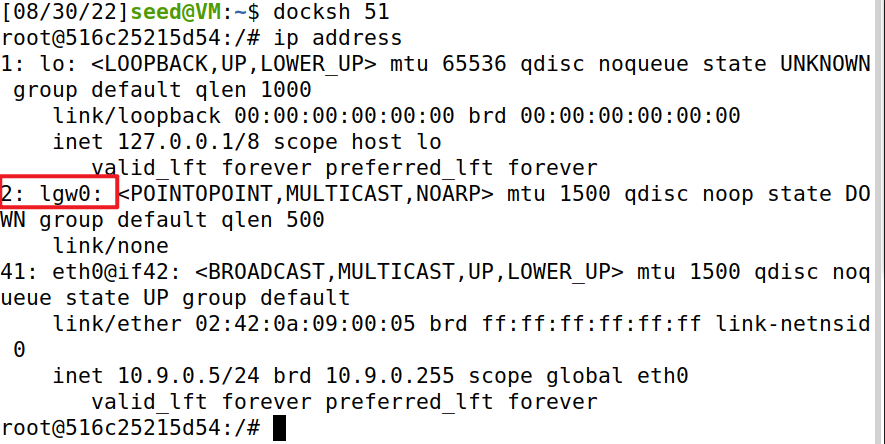 [08/30/22]seed@VM:~$ docksh 51
root@516c25215d54:/# ip address
1: lo: <LOOPBACK,UP,LOWER_UP> mtu 65536 qdisc noqueue state UNKNOWN
 group default qlen 1000
    link/loopback 00:00:00:00:00:00 brd 00:00:00:00:00:00
    inet 127.0.0.1/8 scope host lo
       valid_lft forever preferred_lft forever
2: lgw0: <POINTOPOINT,MULTICAST,NOARP> mtu 1500 qdisc noop state DO
WN group default qlen 500
    link/none
41: eth0@if42: <BROADCAST,MULTICAST,UP,LOWER_UP> mtu 1500 qdisc noq
ueue state UP group default
    link/ether 02:42:0a:09:00:05 brd ff:ff:ff:ff:ff:ff link-netnsid
 0
    inet 10.9.0.5/24 brd 10.9.0.255 scope global eth0
       valid_lft forever preferred_lft forever
root@516c25215d54:/#